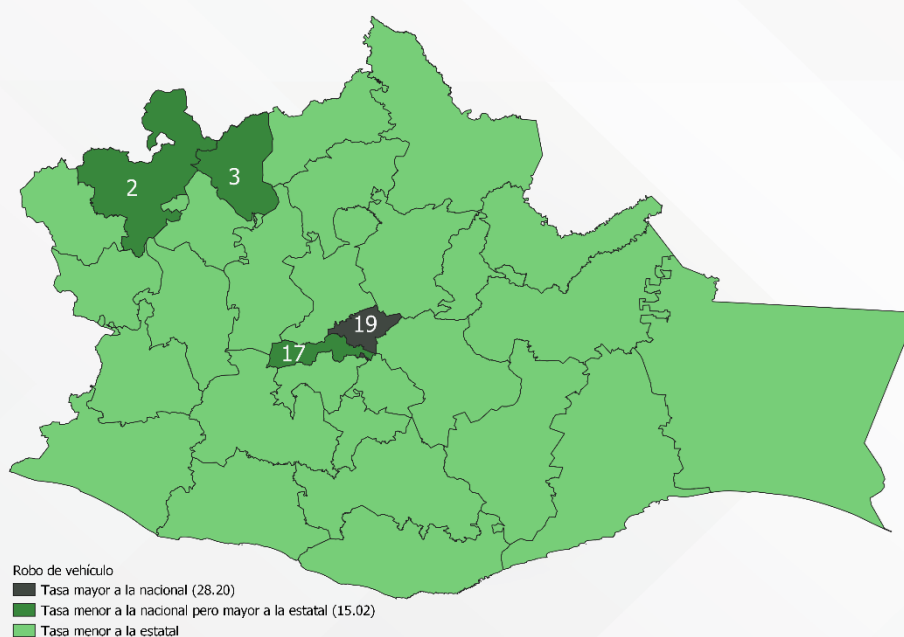 2
3
19
17
Robo de vehículo
Tasa mayor a la nacional (28.20)
Tasa menor a la nacional pero mayor a la estatal (15.02)
Tasa menor a la estatal